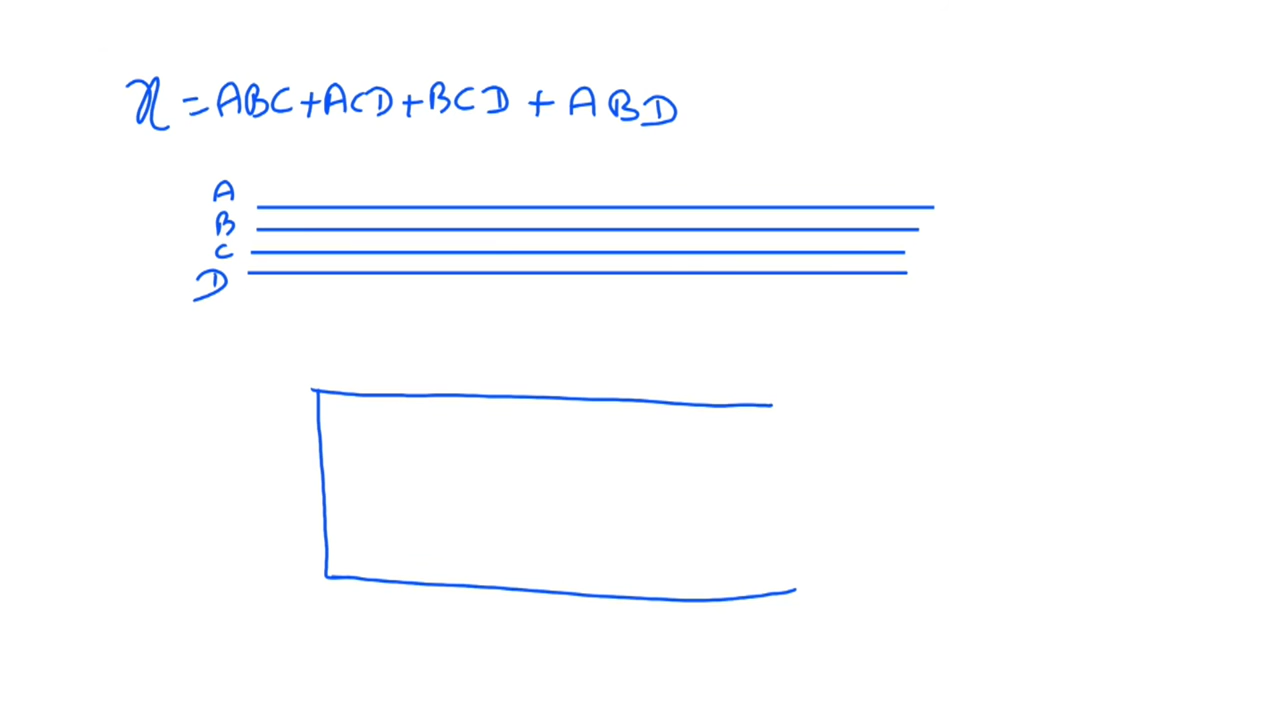 x = ABC + ACD + BCD + ABD
A
B
C
D